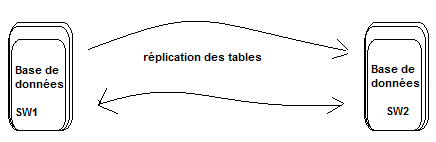 réplication des tables
Base de
données
SW1
Base de
données
SW2